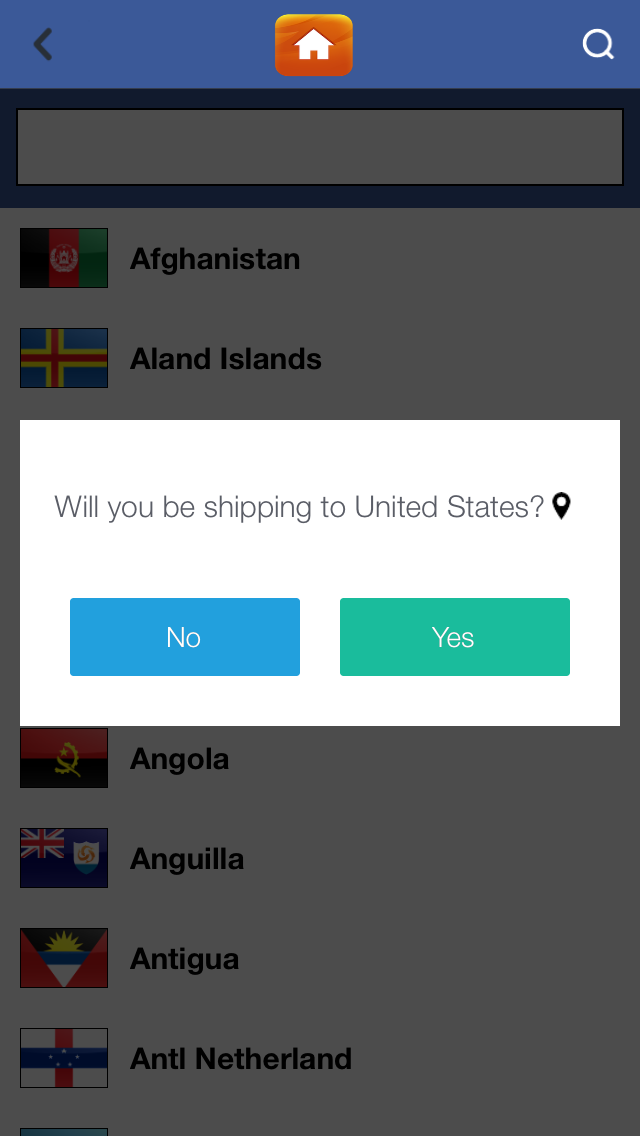 Afghanistan
Aland Islands
Will you be shipping to United States?
No
Yes
Angola
Anguilla
Antigua
Antl Netherland